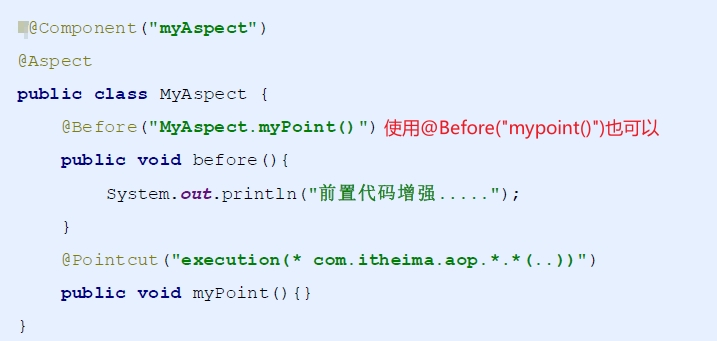 @Component("myAspect")
@Aspect
public class MyAspect {
@Before("MyAspect.myPoint()") 使用@Before("mypoint()")也可以
public void before(){
System.out.println("前置代码增强.....");
}
@Pointcut("execution(* com.itheima.aop.*.*(..))")
public void myPoint(){}
}